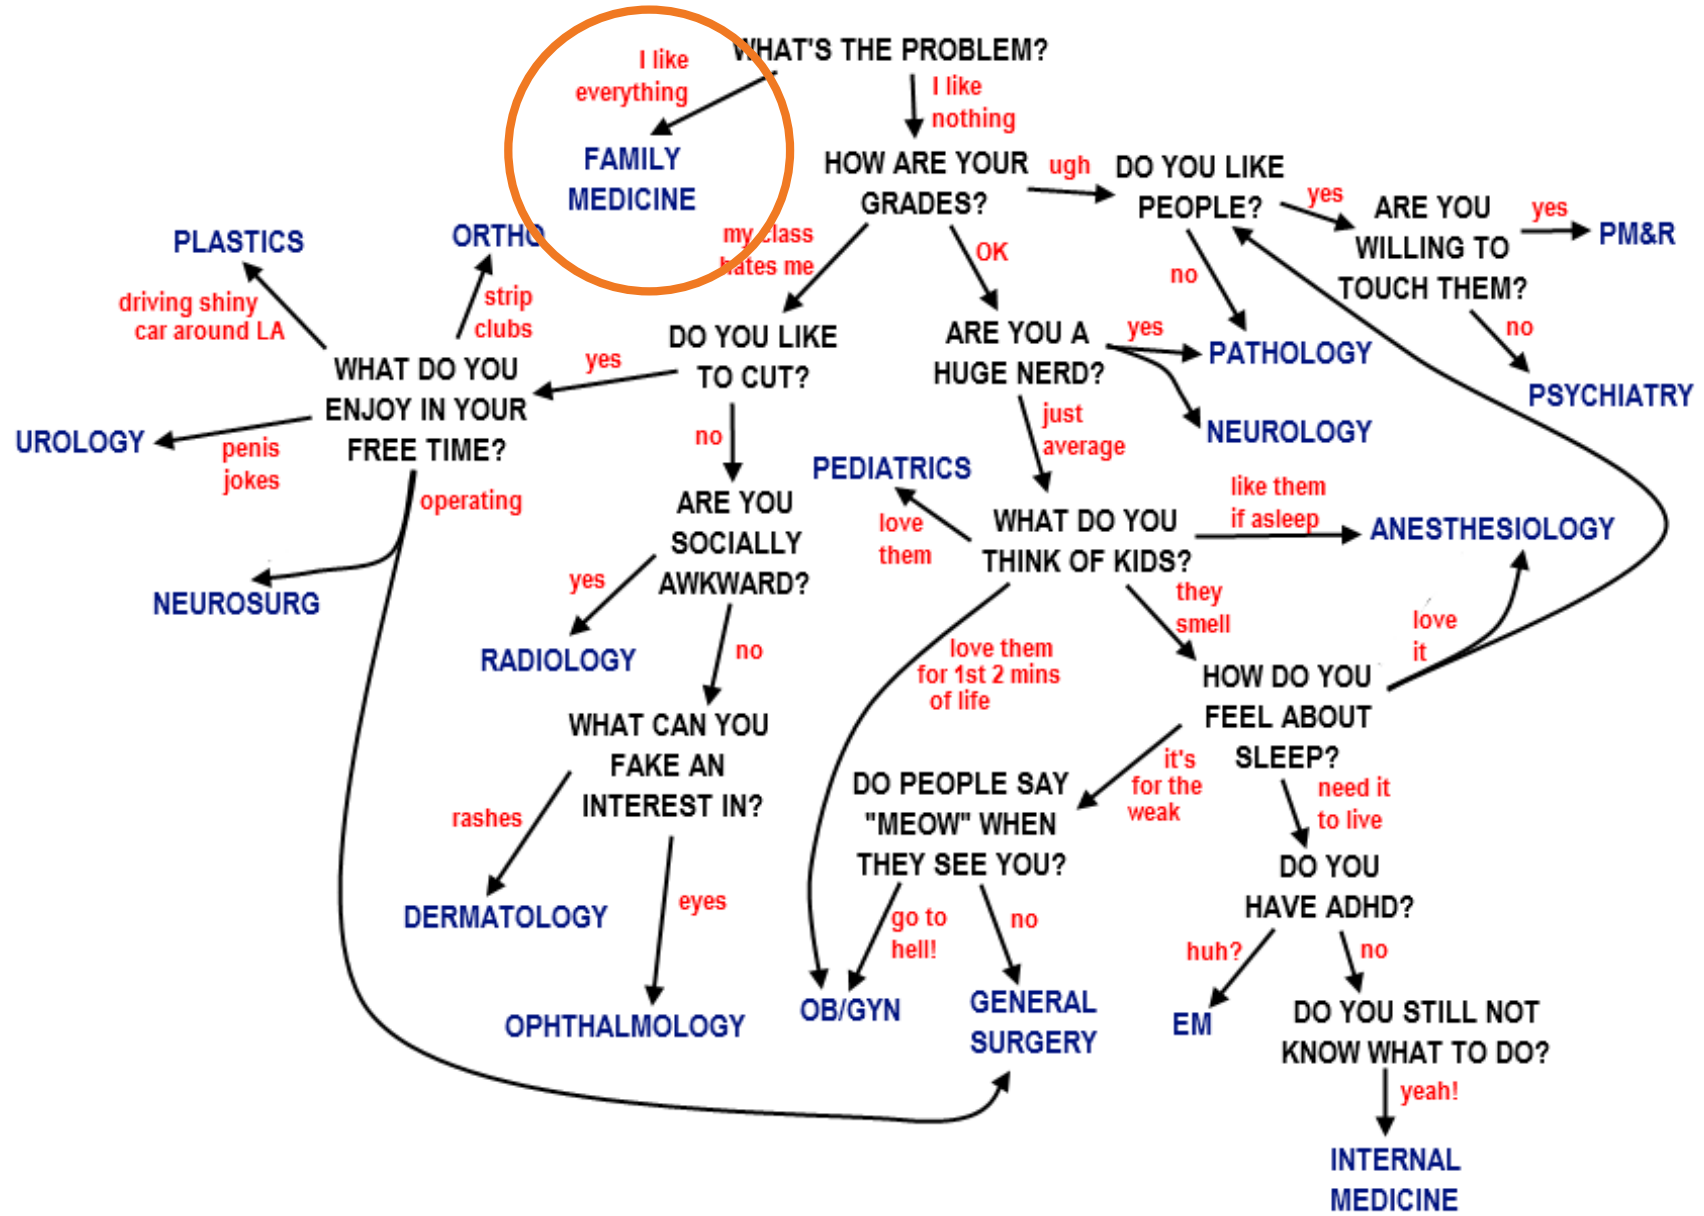 WHAT'S THE PROBLEM?
I like
everything
FAMILY
MEDICINE
I like
nothing
HOW ARE YOUR
GRADES?
ugh
DO YOU LIKE
PEOPLE?
yes
ARE YOU
WILLING TO
TOUCH THEM?
yes
PM&R
no
PSYCHIATRY
no
PATHOLOGY
my class
hates me
OK
ARE YOU A
HUGE NERD?
yes
NEUROLOGY
just
average
DO YOU LIKE
TO CUT?
yes
WHAT DO YOU
ENJOY IN YOUR
FREE TIME?
driving shiny
car around LA
PLASTICS
strip
clubs
ORTHO
penis
jokes
UROLOGY
operating
NEUROSURG
no
ARE YOU
SOCIALLY
AWKWARD?
yes
RADIOLOGY
no
WHAT CAN YOU
FAKE AN
INTEREST IN?
rashes
DERMATOLOGY
eyes
OPHTHALMOLOGY
WHAT DO YOU
THINK OF KIDS?
love
them
PEDIATRICS
like them
if asleep
ANESTHESIOLOGY
love them
for 1st 2 mins
of life
they
smell
HOW DO YOU
FEEL ABOUT
SLEEP?
love
it
it's
for the
weak
DO PEOPLE SAY
"MEOW" WHEN
THEY SEE YOU?
go to
hell!
OB/GYN
no
GENERAL
SURGERY
need it
to live
DO YOU
HAVE ADHD?
huh?
EM
no
DO YOU STILL NOT
KNOW WHAT TO DO?
yeah!
INTERNAL
MEDICINE